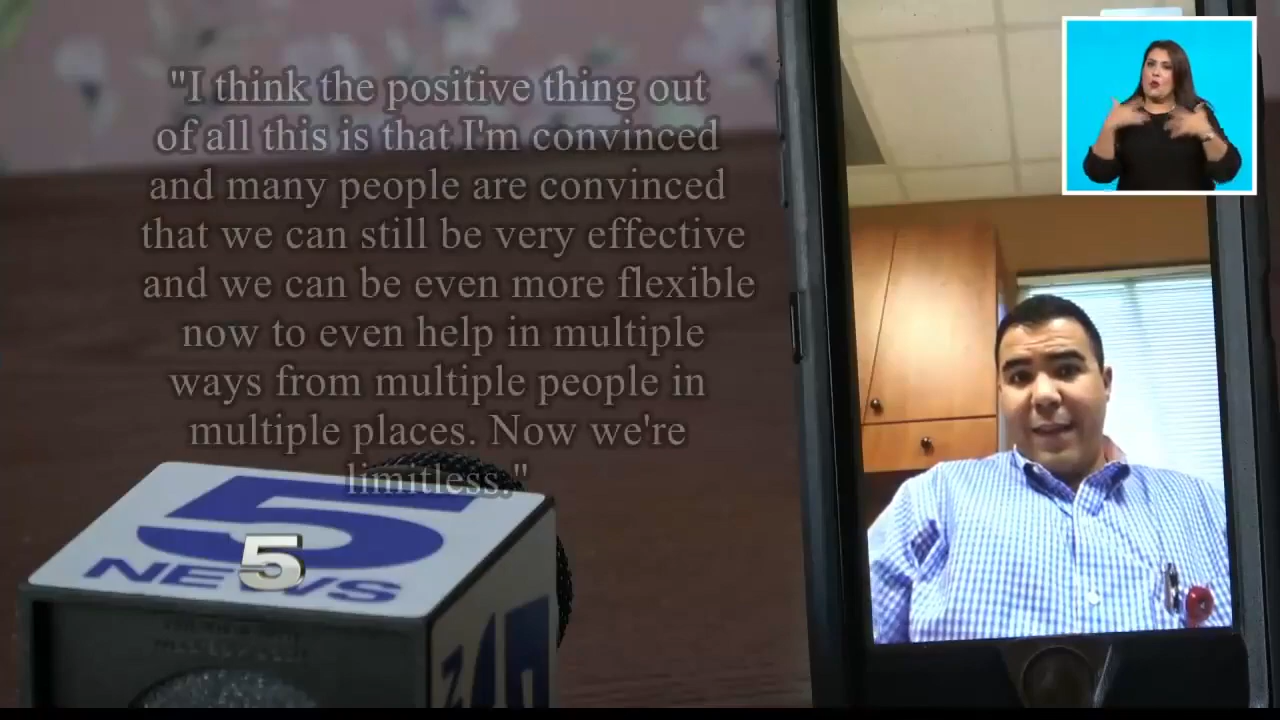 "I think the positive thing out
of all this is that I'm convinced
and many people are convinced
that we can still be very effective
and we can be even more flexible
now to even help in multiple
ways from multiple people in
multiple places. Now we're
limitless."
5
NEWS
5